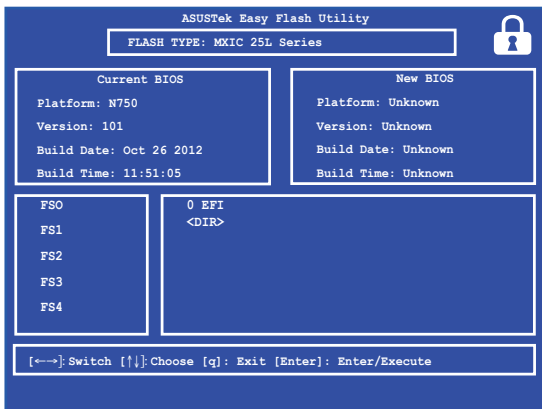 ASUSTek Easy Flash Utility
FLASH TYPE: MXIC 25L Series
Current BIOS
Platform: N750
Version: 101
Build Date: Oct 26 2012
Build Time: 11:51:05
New BIOS
Platform: Unknown
Version: Unknown
Build Date: Unknown
Build Time: Unknown
FSO
FS1
FS2
FS3
FS4
0 EFI
<DIR>
[←→]: Switch [↑↓]: Choose [q]: Exit [Enter]: Enter/Execute